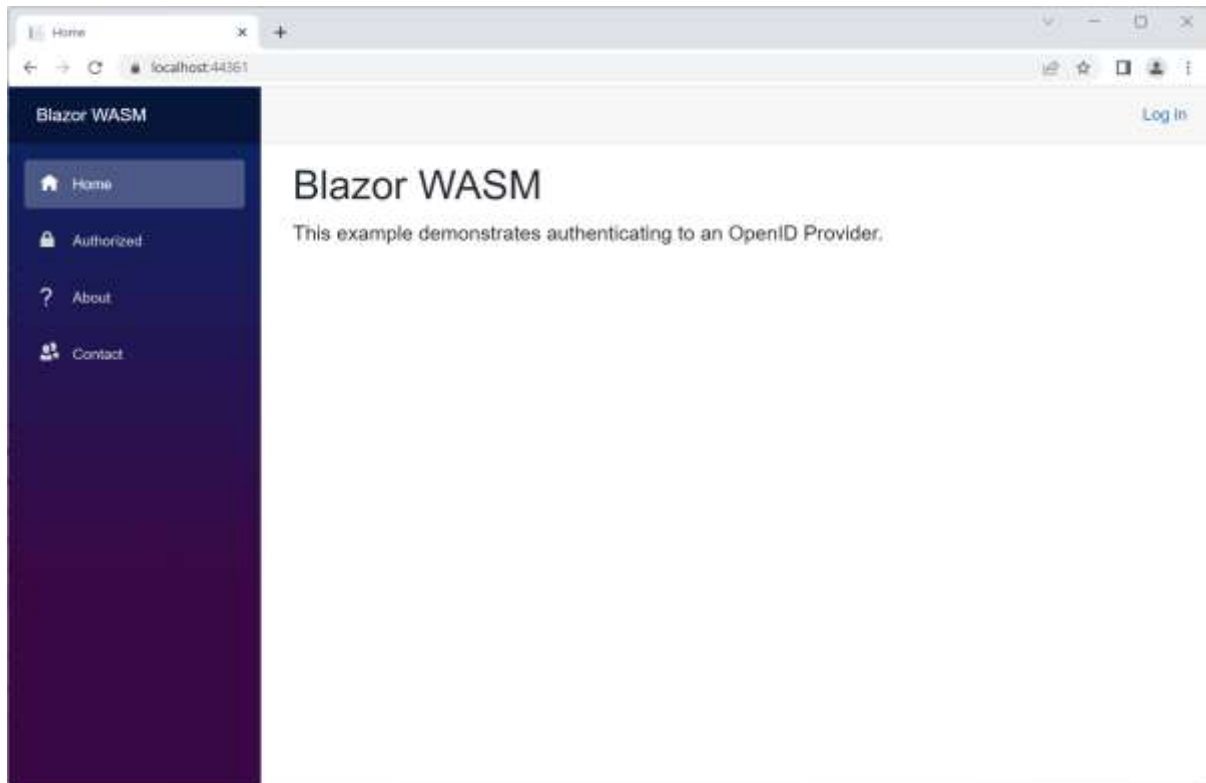 Home
localhost:44361
Blazor WASM
Log in
Home
Authorized
About
Contact
Blazor WASM
This example demonstrates authenticating to an OpenID Provider.